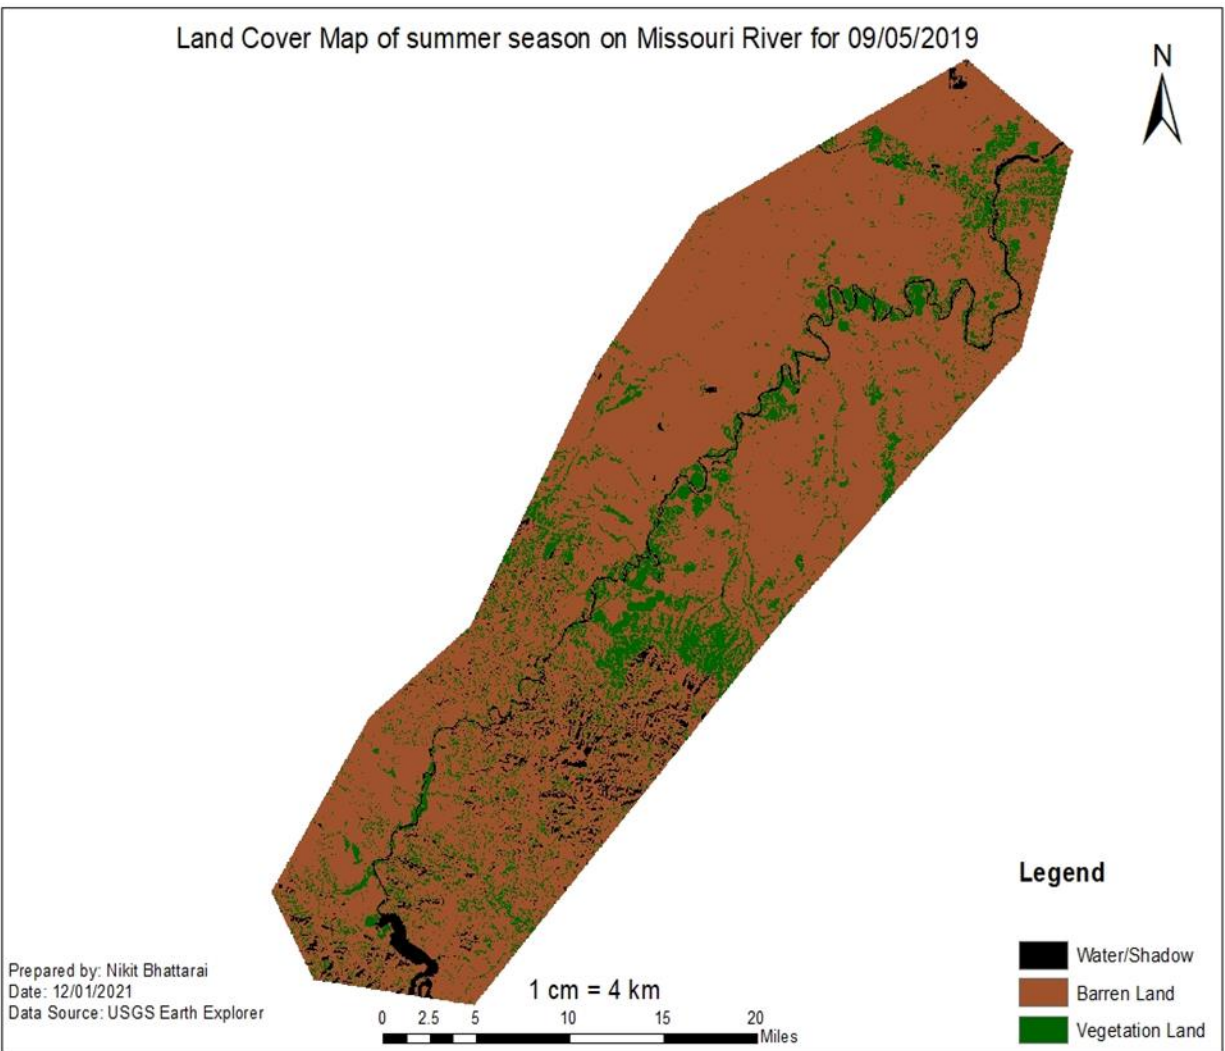 Land Cover Map of summer season on Missouri River for 09/05/2019
N
Legend
Water/Shadow
Barren Land
Vegetation Land
Prepared by: Nikit Bhattarai
Date: 12/01/2021
Data Source: USGS Earth Explorer
1 cm = 4 km
0 2.5 5 10 15 20
Miles